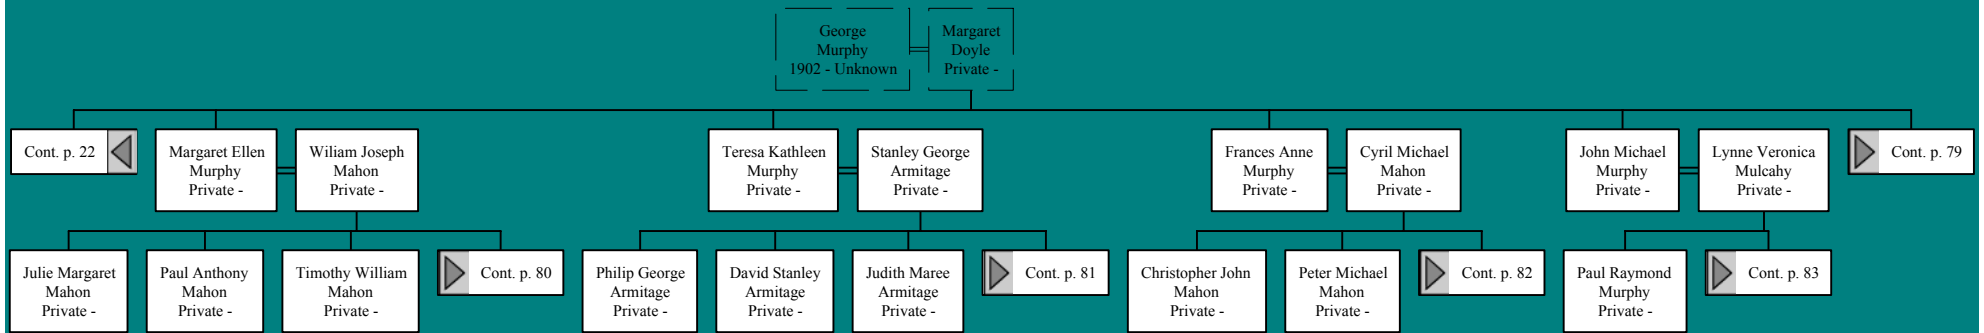 George
Murphy
1902 - Unknown
Margaret
Doyle
Private -
Cont. p. 22
Margaret Ellen
Murphy
Private -
Wiliam Joseph
Mahon
Private -
Teresa Kathleen
Murphy
Private -
Stanley George
Armitage
Private -
Frances Anne
Murphy
Private -
Cyril Michael
Mahon
Private -
John Michael
Murphy
Private -
Lynne Veronica
Mulcahy
Private -
Cont. p. 79
Julie Margaret
Mahon
Private -
Paul Anthony
Mahon
Private -
Timothy William
Mahon
Private -
Cont. p. 80
Philip George
Armitage
Private -
David Stanley
Armitage
Private -
Judith Maree
Armitage
Private -
Cont. p. 81
Christopher John
Mahon
Private -
Peter Michael
Mahon
Private -
Cont. p. 82
Paul Raymond
Murphy
Private -
Cont. p. 83